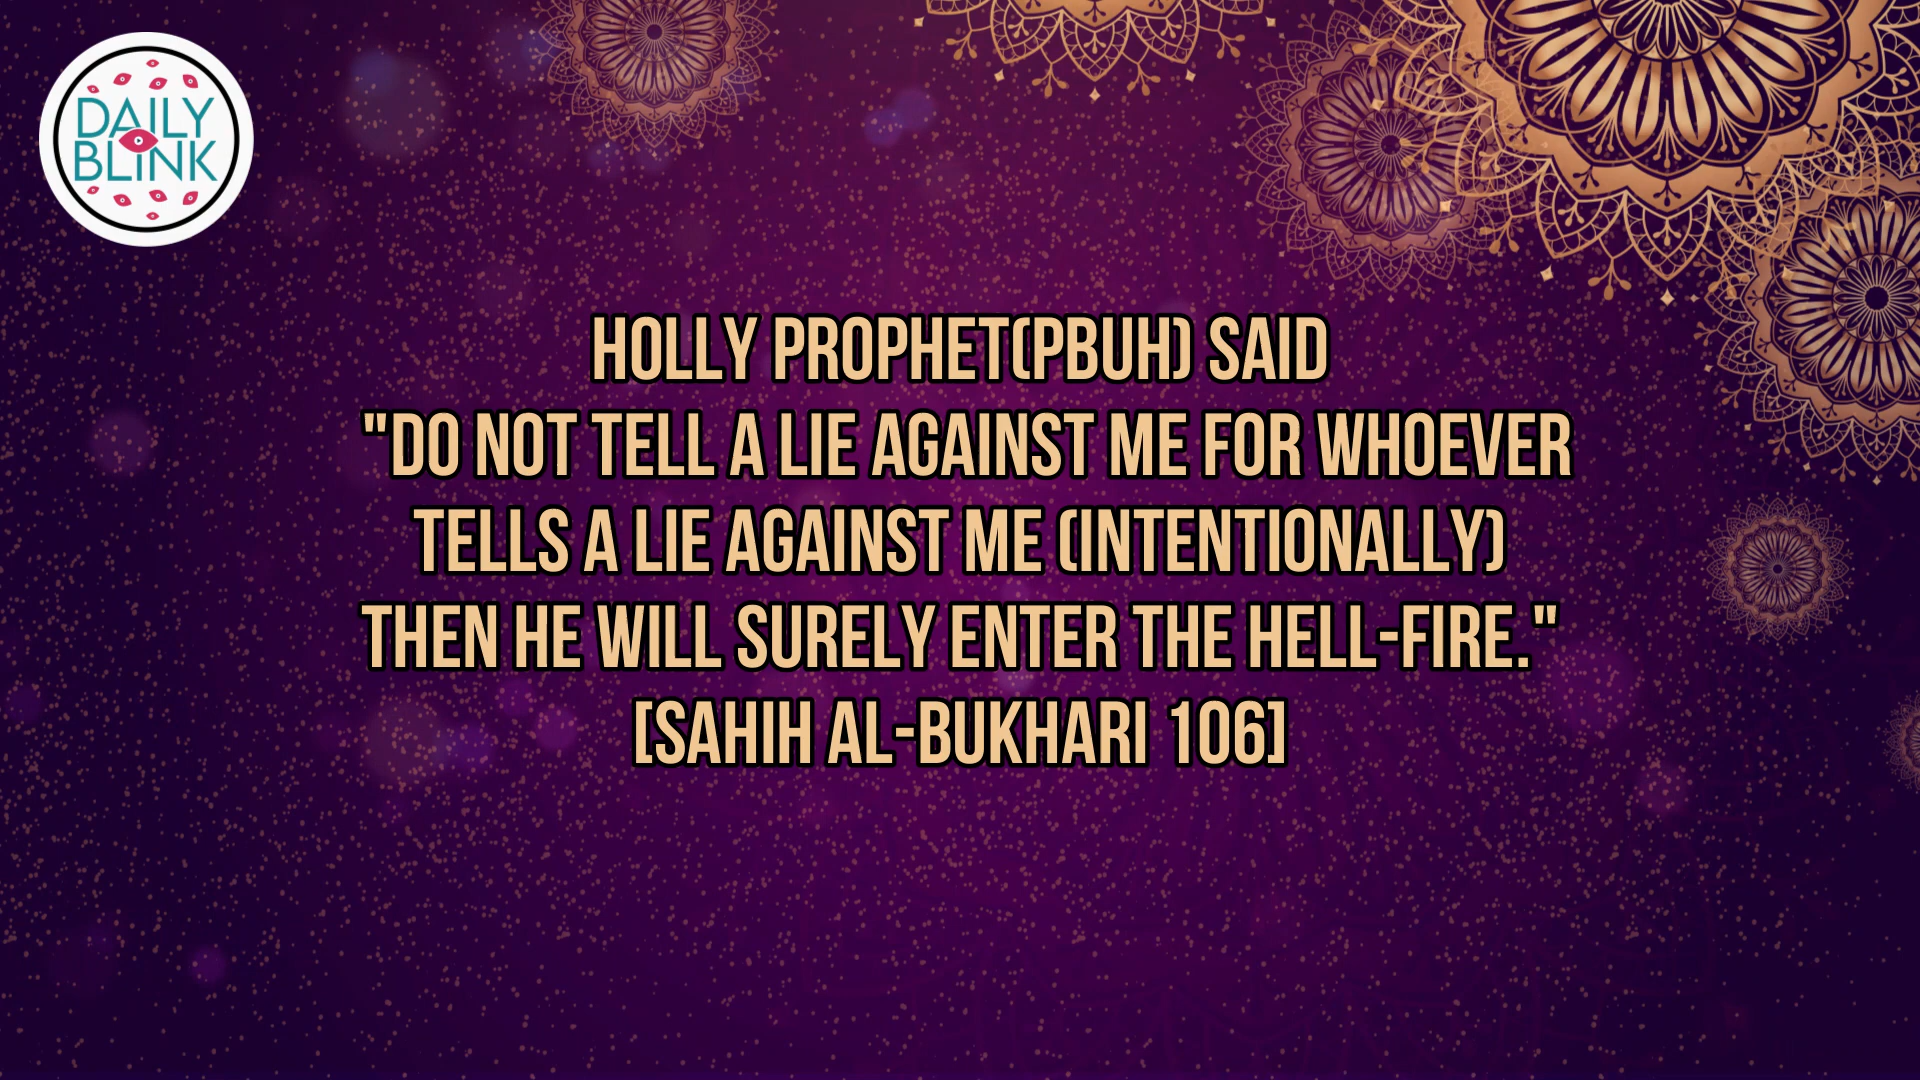 DAILY
BLINK
HOLLY PROPHET(PBUH) SAID
"DO NOT TELL A LIE AGAINST ME FOR WHOEVER
TELLS A LIE AGAINST ME (INTENTIONALLY)
THEN HE WILL SURELY ENTER THE HELL-FIRE."
[SAHIH AL-BUKHARI 106]